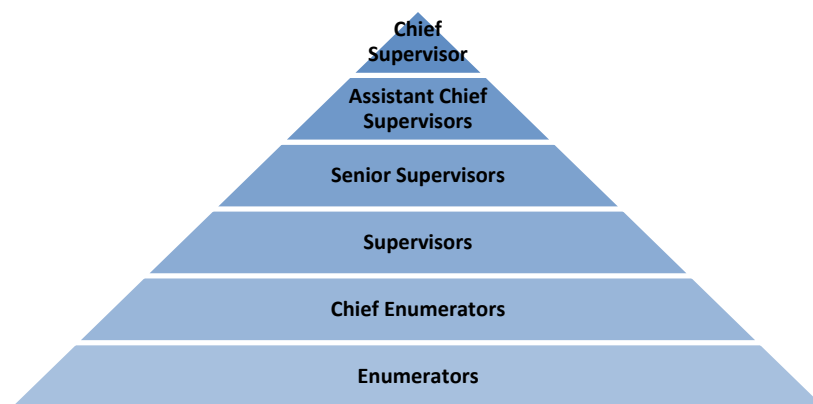 Chief
Supervisor
Assistant Chief
Supervisors
Senior Supervisors
Supervisors
Chief Enumerators
Enumerators